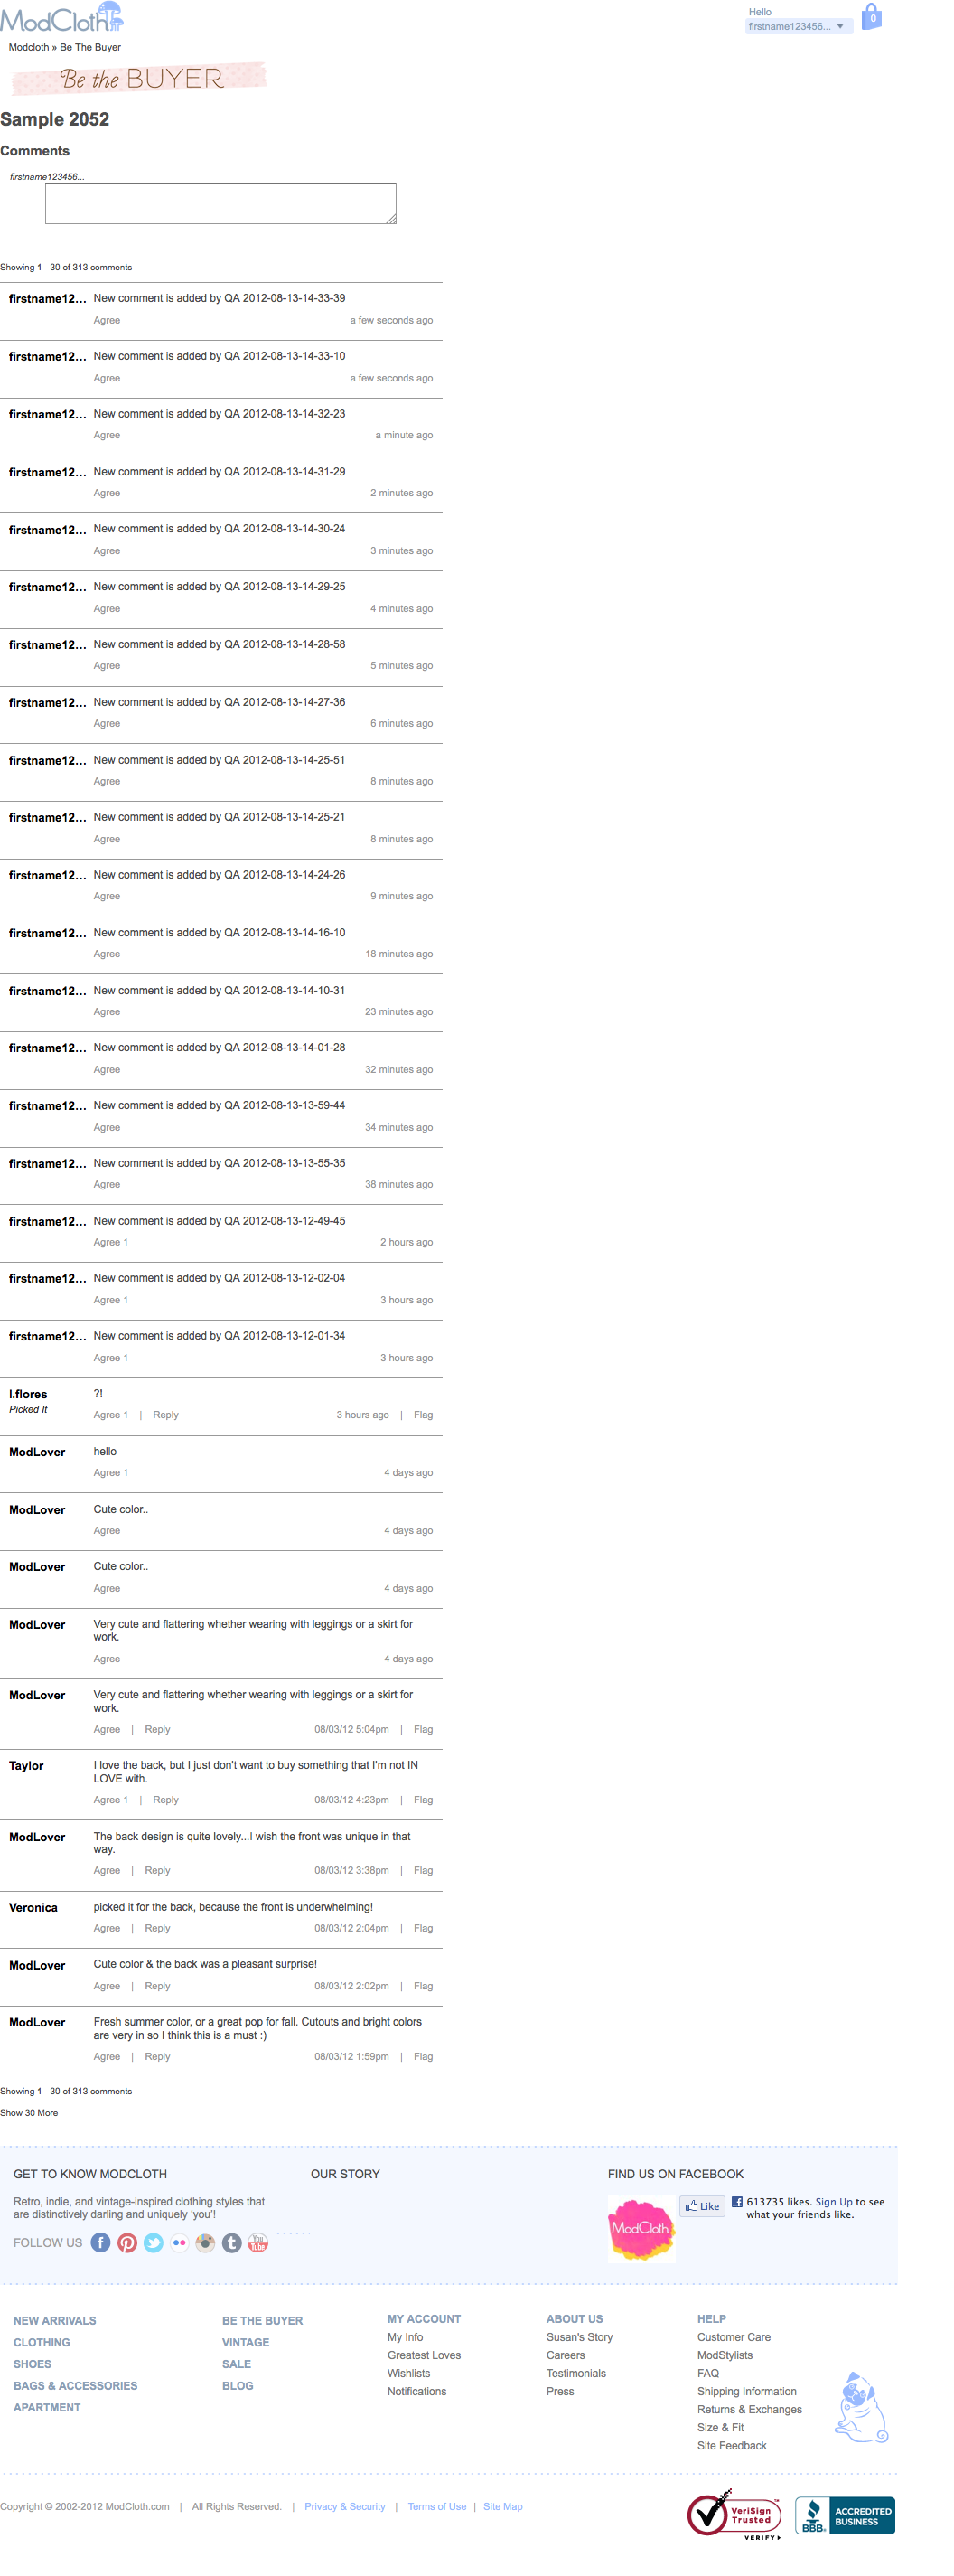 ModCloth
Hello
firstname123456...
0
Modcloth » Be The Buyer
Be the BUYER
Sample 2052
Comments
firstname123456...
Showing 1 - 30 of 313 comments
firstname12... New comment is added by QA 2012-08-13-14-33-39
Agree a few seconds ago
firstname12... New comment is added by QA 2012-08-13-14-33-10
Agree a few seconds ago
firstname12... New comment is added by QA 2012-08-13-14-32-23
Agree a minute ago
firstname12... New comment is added by QA 2012-08-13-14-31-29
Agree 2 minutes ago
firstname12... New comment is added by QA 2012-08-13-14-30-24
Agree 3 minutes ago
firstname12... New comment is added by QA 2012-08-13-14-29-25
Agree 4 minutes ago
firstname12... New comment is added by QA 2012-08-13-14-28-58
Agree 5 minutes ago
firstname12... New comment is added by QA 2012-08-13-14-27-36
Agree 6 minutes ago
firstname12... New comment is added by QA 2012-08-13-14-25-51
Agree 8 minutes ago
firstname12... New comment is added by QA 2012-08-13-14-25-21
Agree 8 minutes ago
firstname12... New comment is added by QA 2012-08-13-14-24-26
Agree 9 minutes ago
firstname12... New comment is added by QA 2012-08-13-14-16-10
Agree 18 minutes ago
firstname12... New comment is added by QA 2012-08-13-14-10-31
Agree 23 minutes ago
firstname12... New comment is added by QA 2012-08-13-14-01-28
Agree 32 minutes ago
firstname12... New comment is added by QA 2012-08-13-13-59-44
Agree 34 minutes ago
firstname12... New comment is added by QA 2012-08-13-13-55-35
Agree 38 minutes ago
firstname12... New comment is added by QA 2012-08-13-12-49-45
Agree 1 2 hours ago
firstname12... New comment is added by QA 2012-08-13-12-02-04
Agree 1 3 hours ago
firstname12... New comment is added by QA 2012-08-13-12-01-34
Agree 1 3 hours ago
l.flores ?!
Picked It
Agree 1 | Reply 3 hours ago | Flag
ModLover hello
Agree 1 4 days ago
ModLover Cute color..
Agree 4 days ago
ModLover Cute color..
Agree 4 days ago
ModLover Very cute and flattering whether wearing with leggings or a skirt for
work.
Agree 4 days ago
ModLover Very cute and flattering whether wearing with leggings or a skirt for
work.
Agree | Reply 08/03/12 5:04pm | Flag
Taylor I love the back, but I just don't want to buy something that I'm not IN
LOVE with.
Agree 1 | Reply 08/03/12 4:23pm | Flag
ModLover The back design is quite lovely...I wish the front was unique in that
way.
Agree | Reply 08/03/12 3:38pm | Flag
Veronica picked it for the back, because the front is underwhelming!
Agree | Reply 08/03/12 2:04pm | Flag
ModLover Cute color & the back was a pleasant surprise!
Agree | Reply 08/03/12 2:02pm | Flag
ModLover Fresh summer color, or a great pop for fall. Cutouts and bright colors
are very in so I think this is a must :)
Agree | Reply 08/03/12 1:59pm | Flag
Showing 1 - 30 of 313 comments
Show 30 More
GET TO KNOW MODCLOTH
Retro, indie, and vintage-inspired clothing styles that
are distinctively darling and uniquely 'you'!
FOLLOW US
You
Tube
OUR STORY
FIND US ON FACEBOOK
ModCloth
Like
613735 likes. Sign Up to see
what your friends like.
NEW ARRIVALS
CLOTHING
SHOES
BAGS & ACCESSORIES
APARTMENT
BE THE BUYER
VINTAGE
SALE
BLOG
MY ACCOUNT
My Info
Greatest Loves
Wishlists
Notifications
ABOUT US
Susan's Story
Careers
Testimonials
Press
HELP
Customer Care
ModStylists
FAQ
Shipping Information
Returns & Exchanges
Size & Fit
Site Feedback
Copyright © 2002-2012 ModCloth.com | All Rights Reserved. | Privacy & Security | Terms of Use | Site Map
VeriSign
Trusted
VERIFY
BBB.
ACCREDITED
BUSINESS